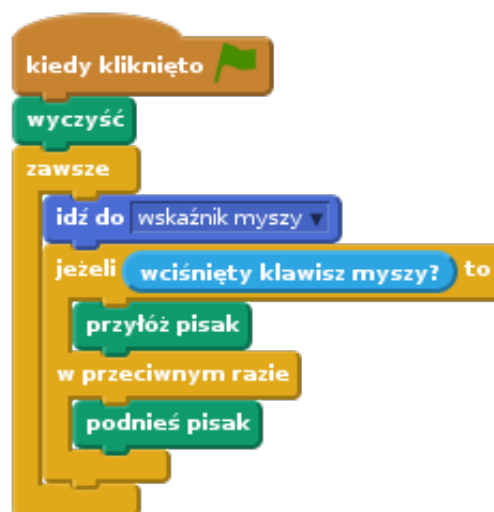 kiedy kliknięto
wyczyść
zawsze
idź do wskaźnik myszy
jeżeli wciśnięty klawisz myszy? to
przyłóż pisak
w przeciwnym razie
podnieś pisak